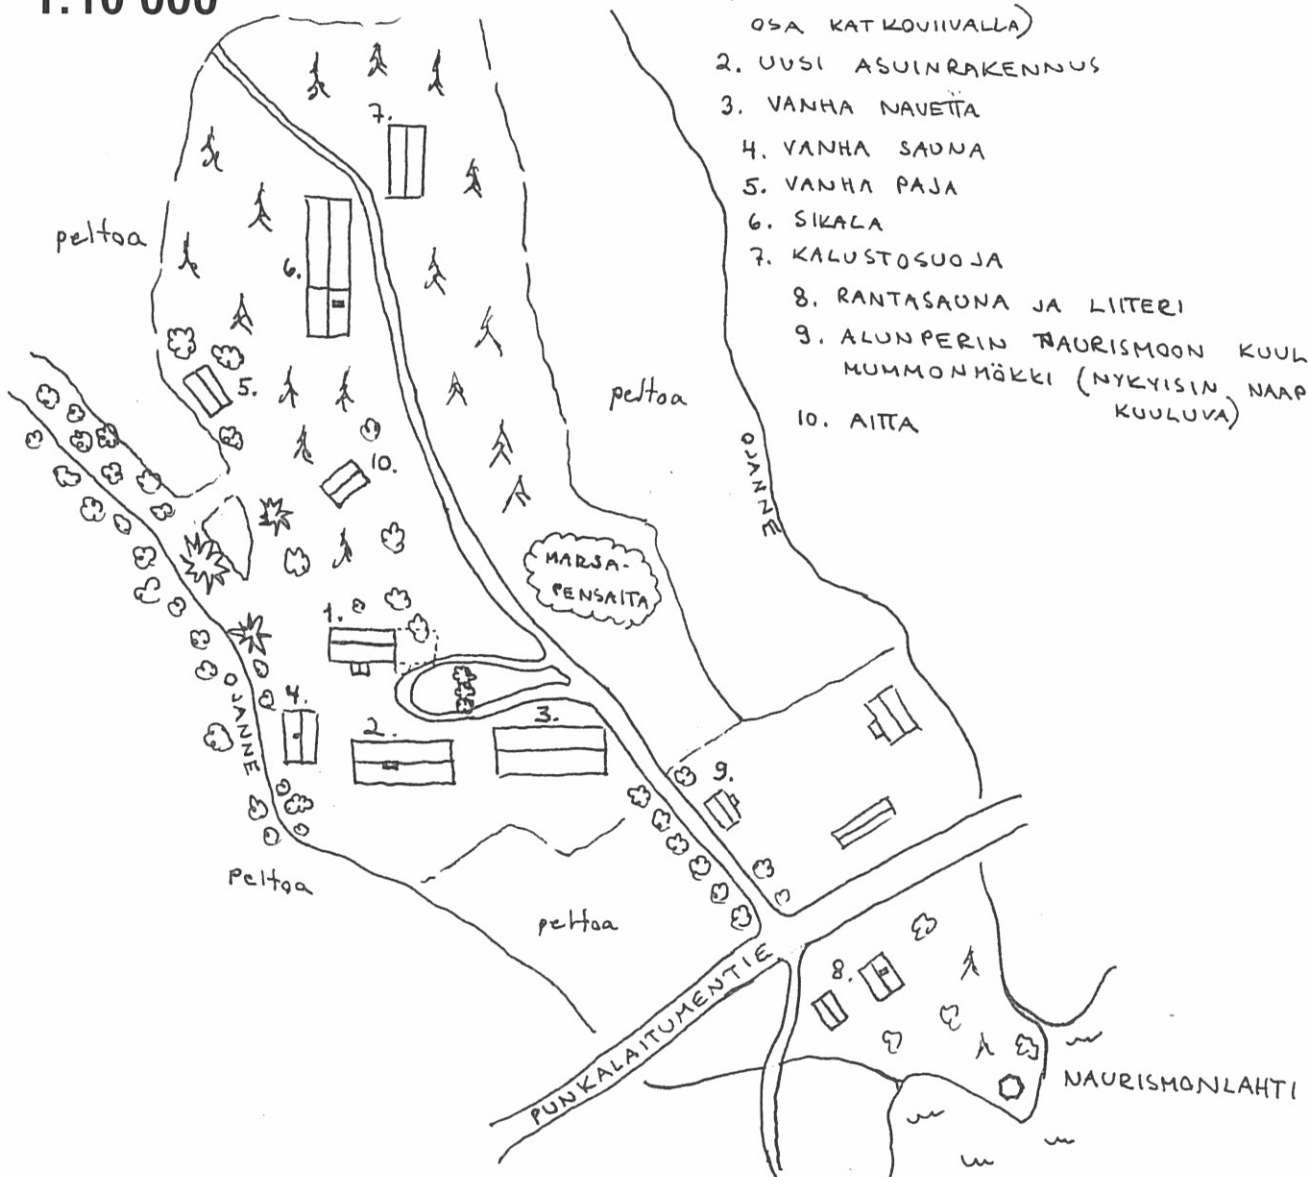 1:10 000
OSA KATKOVIIVALLA)
2. UUSI ASUINRAKENNUS
3. VANHA NAVETTA
4. VANHA SAUNA
5. VANHA PAJA
6. SIKALA
7. KALUSTOSUOJA
8. RANTASAUNA JA LIITERI
9. ALUNPERIN NAURISMOON KUUL
MUMMONMÖKKI (NYKYISIN NAAP
KUULUVA)
10. AITTA
7.
peltoa
6.
5.
peltoa
10.
OJANNE
MARJA-
PENSAITA
1.
OJANNE
4.
2.
3.
9.
peltoa
peltoa
8.
PUNKALAITUMENTIE
NAURISMONLAHTI